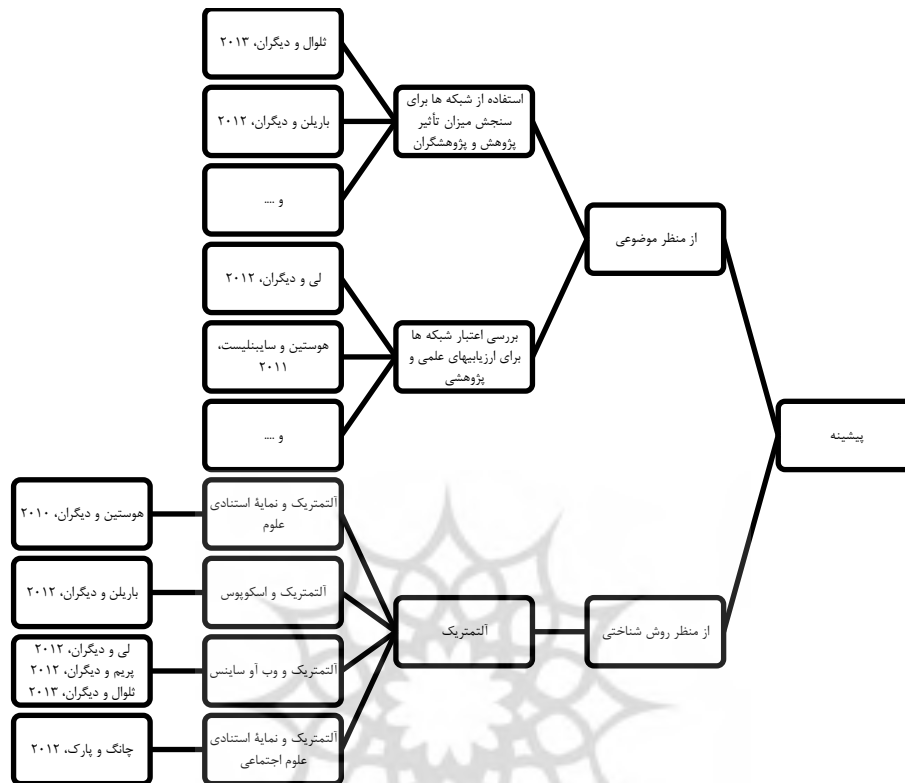 پیشینه
از منظر موضوعی
استفاده از شبکه ها برای
سنجش میزان تأثیر
پژوهش و پژوهشگران
ثلوال و دیگران، ۲۰۱۳
باریلن و دیگران، ۲۰۱۲
و ....
بررسی اعتبار شبکه ها
برای ارزیابیهای علمی و
پژوهشی
لی و دیگران، ۲۰۱۲
هوستین و سایبنلیست،
۲۰۱۱
و ....
از منظر روش شناختی
آلتمتریک
آلتمتریک و نمایۀ استنادی
علوم
هوستین و دیگران، ۲۰۱۰
آلتمتریک و اسکوپوس
باریلن و دیگران، ۲۰۱۲
آلتمتریک و وب آو ساینس
لی و دیگران، ۲۰۱۲
پریم و دیگران، ۲۰۱۲
ثلوال و دیگران، ۲۰۱۳
آلتمتریک و نمایۀ استنادی
علوم اجتماعی
چانگ و پارک، ۲۰۱۲